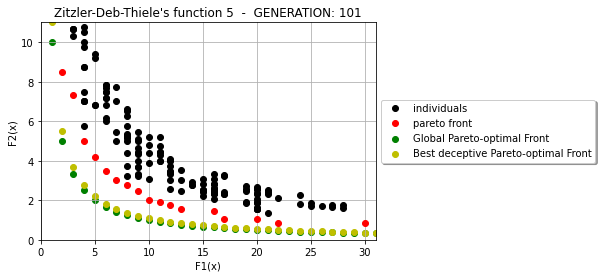 Zitzler-Deb-Thiele's function 5 - GENERATION: 101
F2(x)
10
8
6
4
2
0
0 5 10 15 20 25 30
F1(x)
individuals
pareto front
Global Pareto-optimal Front
Best deceptive Pareto-optimal Front